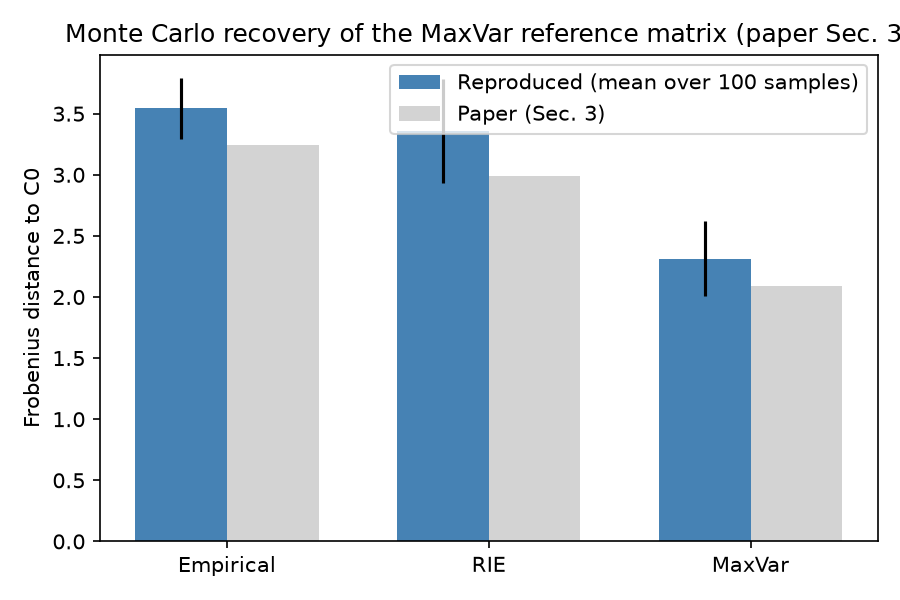 Monte Carlo recovery of the MaxVar reference matrix (paper Sec. 3
Reproduced (mean over 100 samples)
Paper (Sec. 3)
Frobenius distance to C0
3.5
3.0
2.5
2.0
1.5
1.0
0.5
0.0
Empirical
RIE
MaxVar